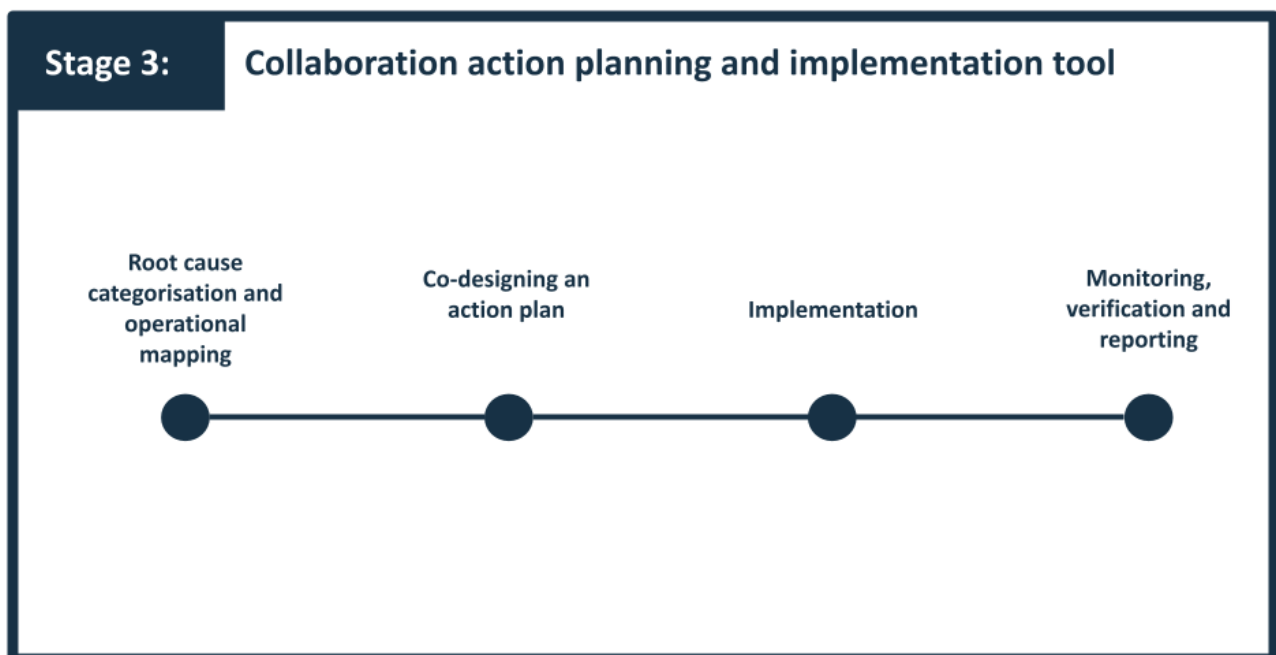 Stage 3:
Collaboration action planning and implementation tool
Root cause
categorisation and
operational
mapping
Co-designing an
action plan
Implementation
Monitoring,
verification and
reporting